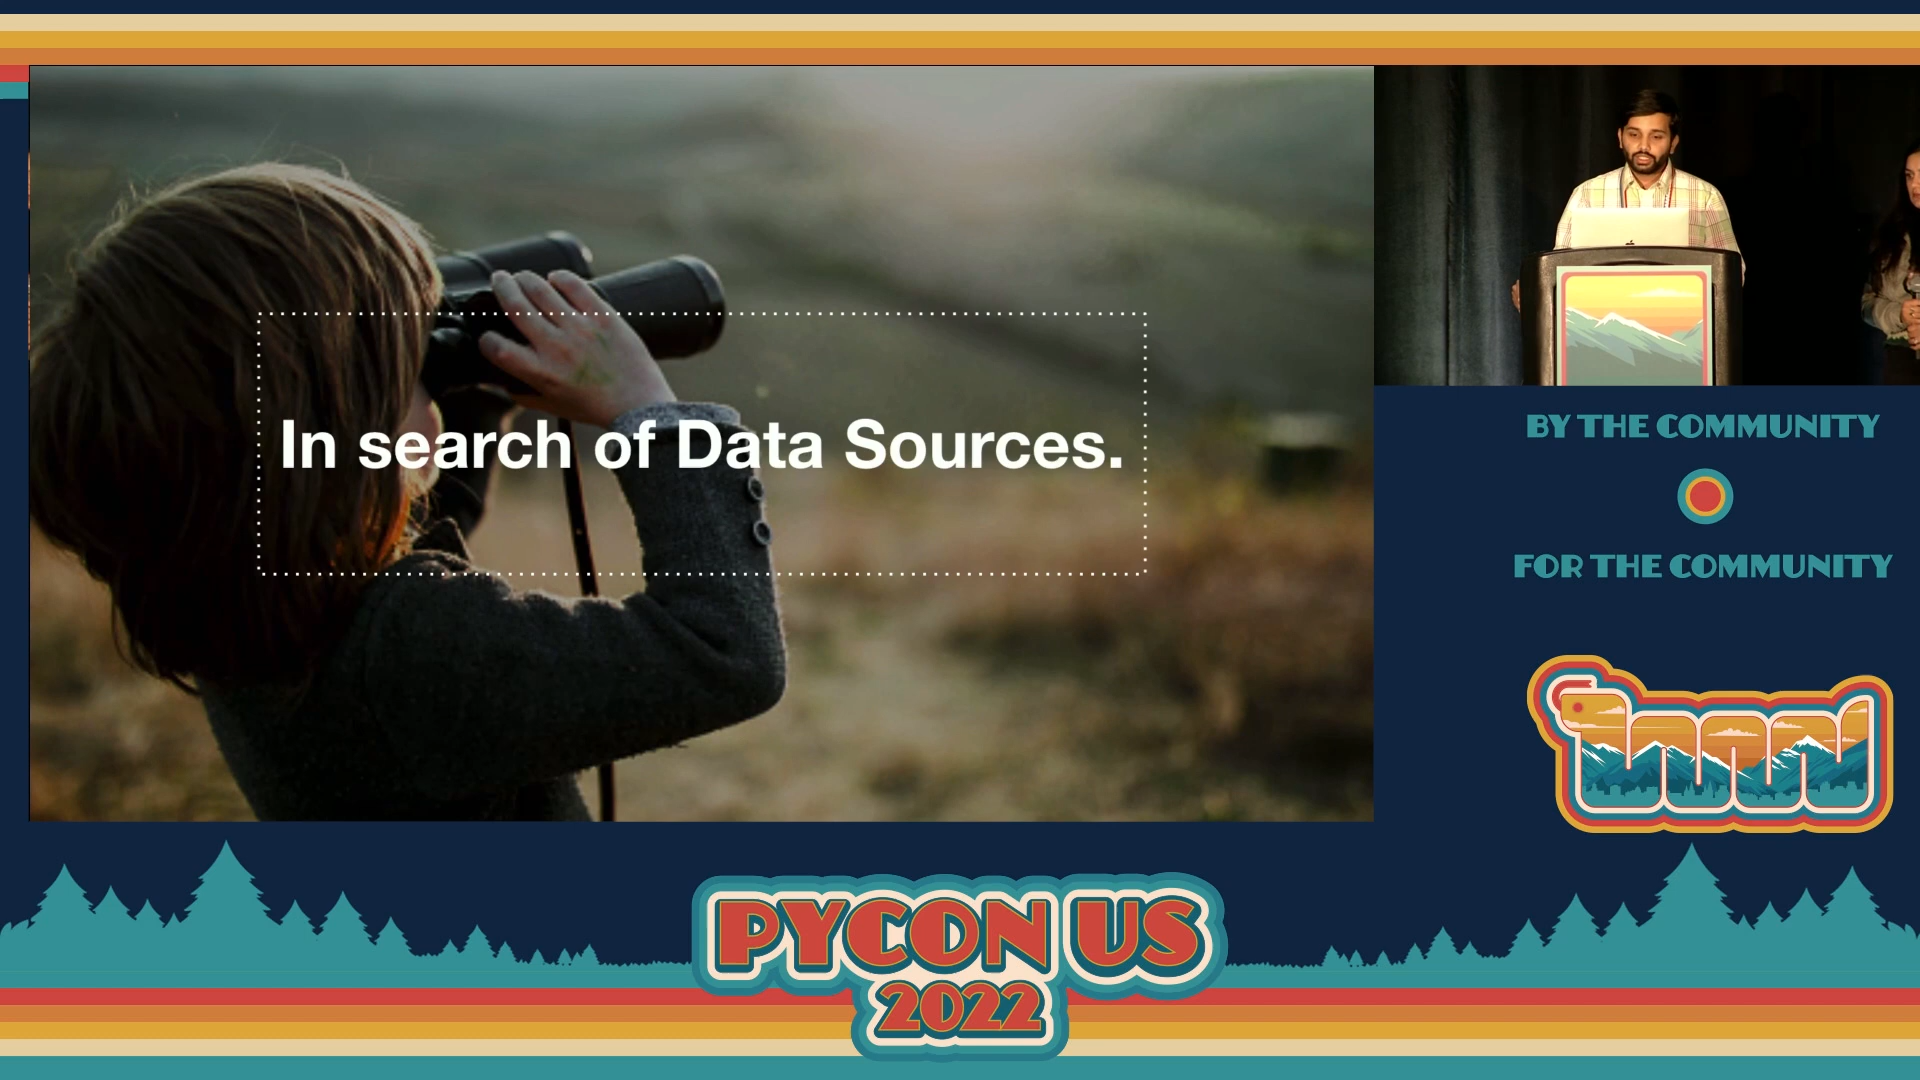 In search of Data Sources.
BY THE COMMUNITY
FOR THE COMMUNITY
PYCON US
2022